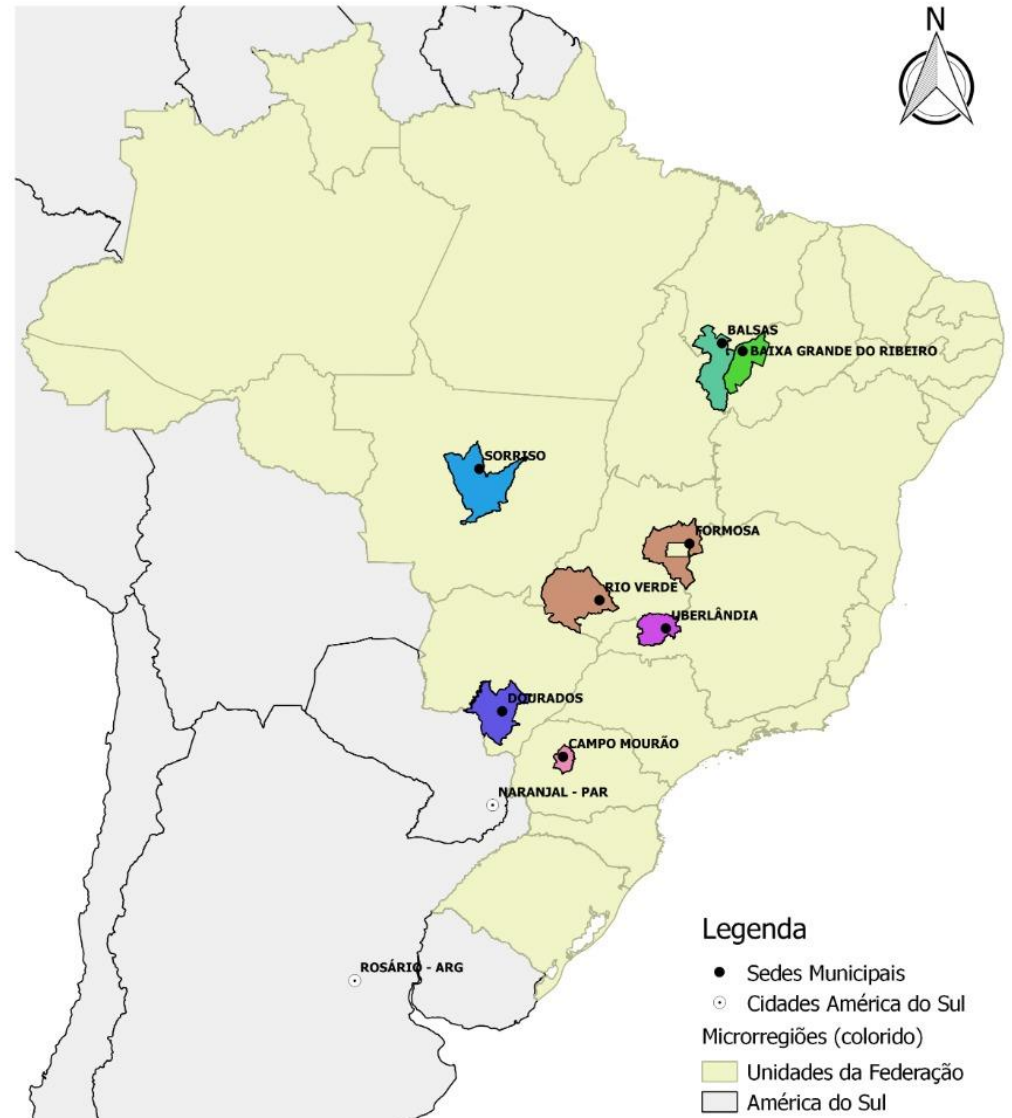 N
BALSAS
BAIXA GRANDE DO RIBEIRO
SORRISO
FORMOSA
RIO VERDE
UBERLÂNDIA
DOURADOS
CAMPO MOURÃO
NARANJAL - PAR
ROSÁRIO - ARG
Legenda
Sedes Municipais
Cidades América do Sul
Microrregiões (colorido)
Unidades da Federação
América do Sul